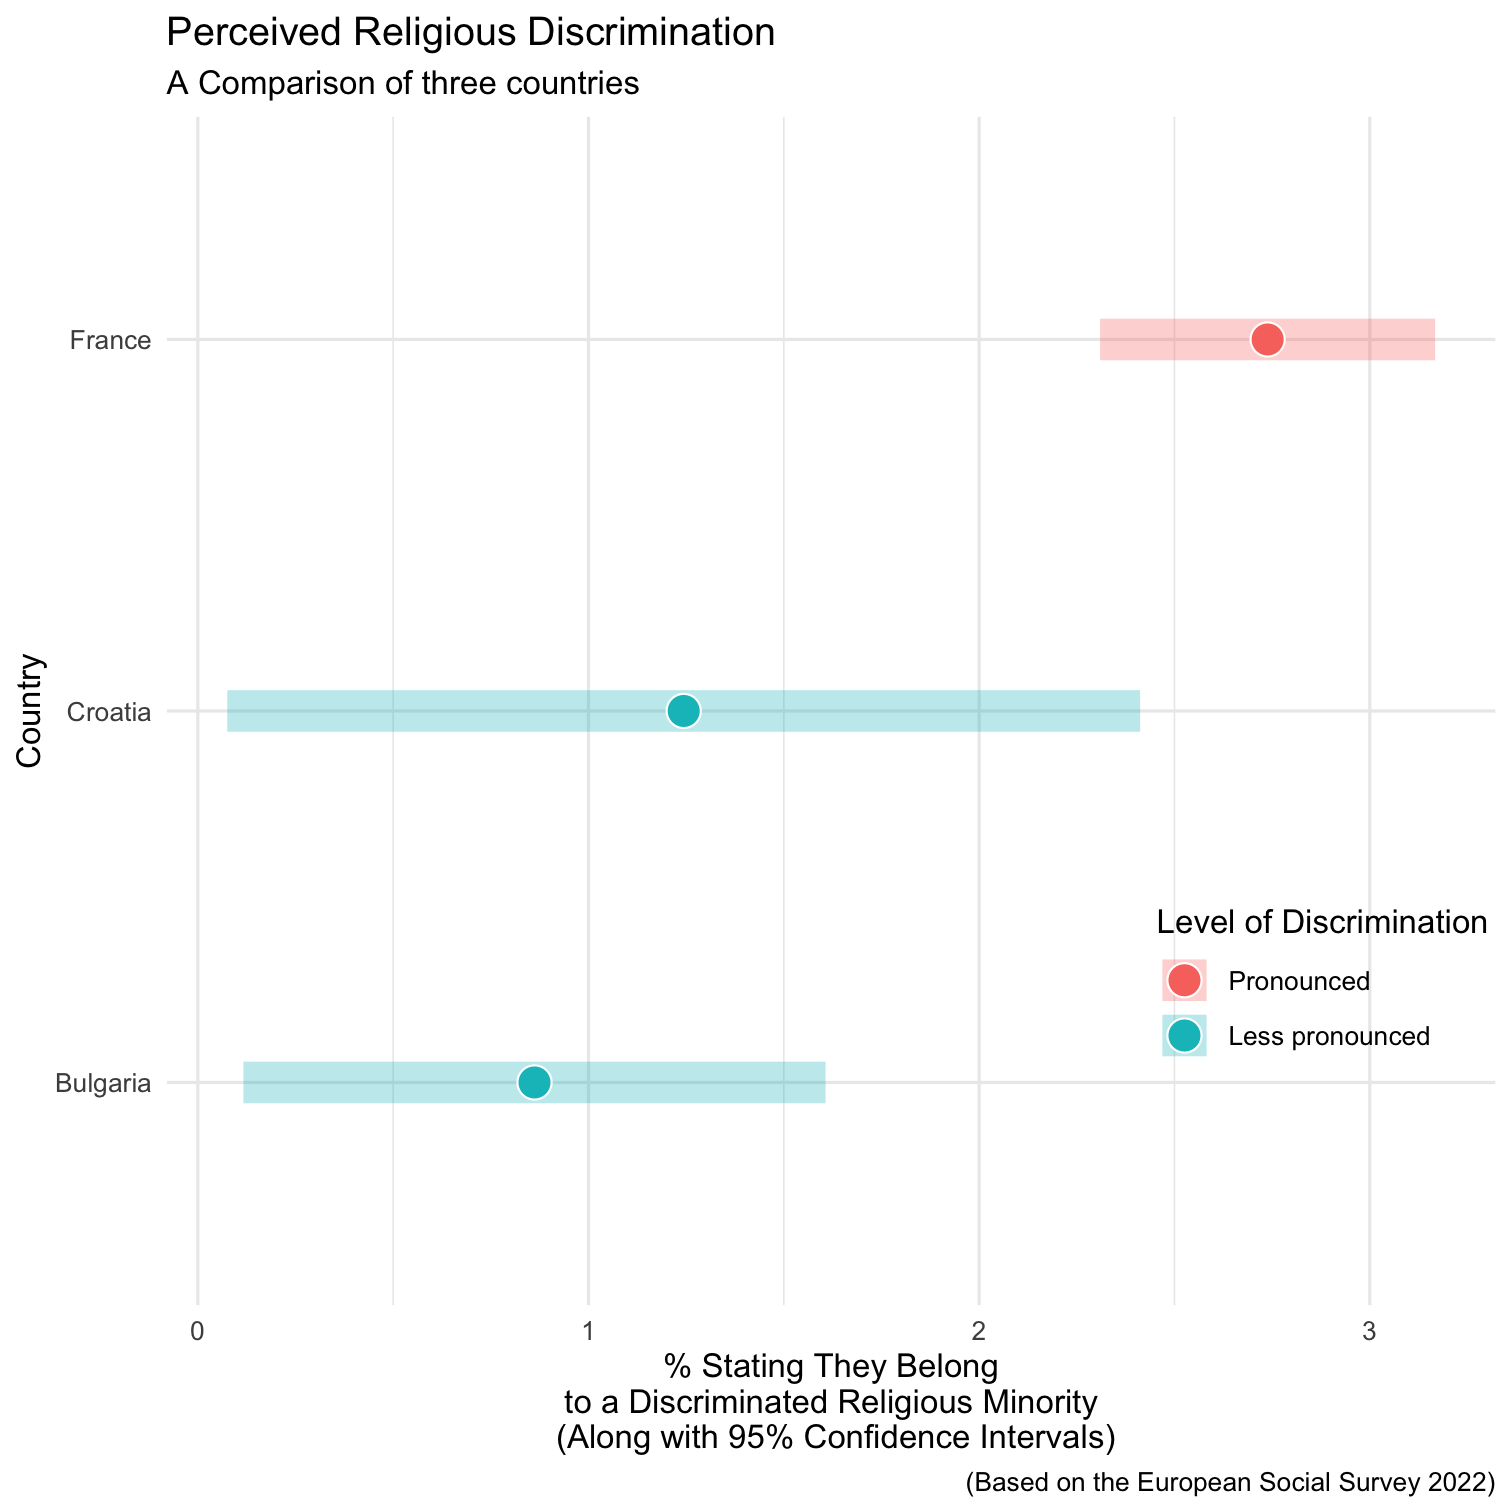 Perceived Religious Discrimination
A Comparison of three countries
Country
France
Croatia
Bulgaria
Level of Discrimination
Pronounced
Less pronounced
0 1 2 3
% Stating They Belong
to a Discriminated Religious Minority
(Along with 95% Confidence Intervals)
(Based on the European Social Survey 2022)